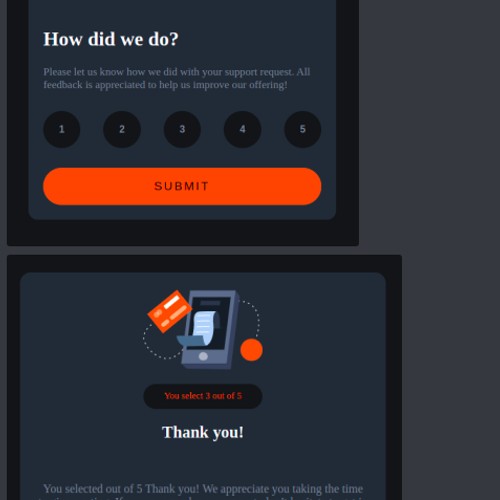 How did we do?
Please let us know how we did with your support request. All
feedback is appreciated to help us improve our offering!
1 2 3 4 5
SUBMIT
You select 3 out of 5
Thank you!
You selected out of 5 Thank you! We appreciate you taking the time